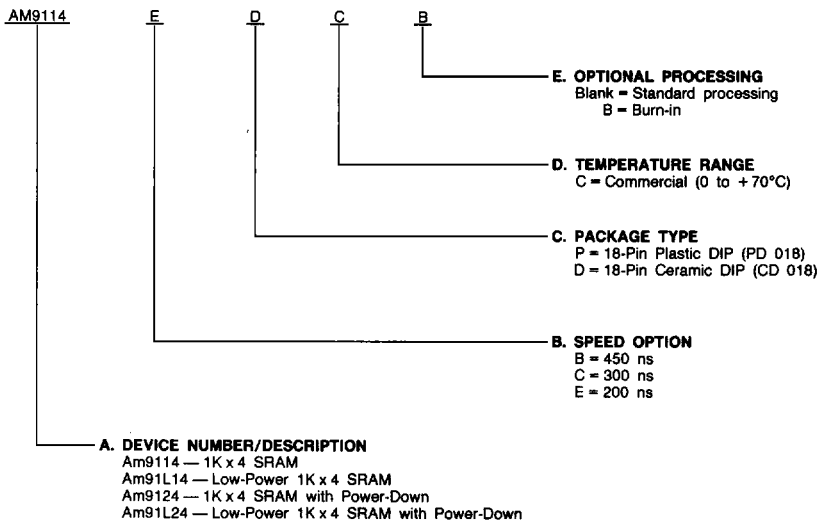 AM9114 E D C B
E. OPTIONAL PROCESSING
Blank = Standard processing
B = Burn-in
D. TEMPERATURE RANGE
C = Commercial (0 to +70°C)
C. PACKAGE TYPE
P = 18-Pin Plastic DIP (PD 018)
D = 18-Pin Ceramic DIP (CD 018)
B. SPEED OPTION
B = 450 ns
C = 300 ns
E = 200 ns
A. DEVICE NUMBER/DESCRIPTION
Am9114 — 1K x 4 SRAM
Am91L14 — Low-Power 1K x 4 SRAM
Am9124 — 1K x 4 SRAM with Power-Down
Am91L24 — Low-Power 1K x 4 SRAM with Power-Down